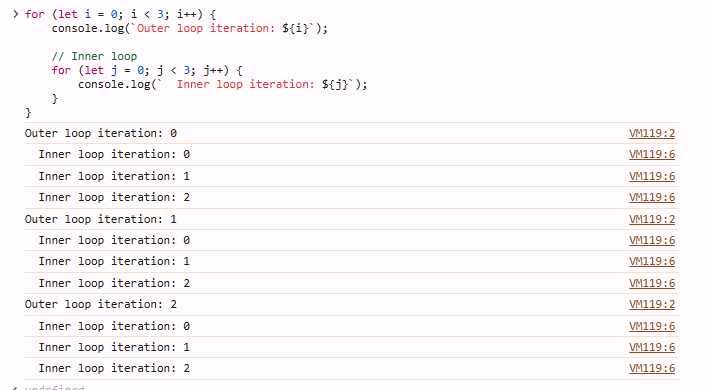 > for (let i = 0; i < 3; i++) {
    console.log(`Outer loop iteration: ${i}`);

    // Inner loop
    for (let j = 0; j < 3; j++) {
        console.log(`  Inner loop iteration: ${j}`);
    }
}
Outer loop iteration: 0 VM119:2
  Inner loop iteration: 0 VM119:6
  Inner loop iteration: 1 VM119:6
  Inner loop iteration: 2 VM119:6
Outer loop iteration: 1 VM119:2
  Inner loop iteration: 0 VM119:6
  Inner loop iteration: 1 VM119:6
  Inner loop iteration: 2 VM119:6
Outer loop iteration: 2 VM119:2
  Inner loop iteration: 0 VM119:6
  Inner loop iteration: 1 VM119:6
  Inner loop iteration: 2 VM119:6
undefined